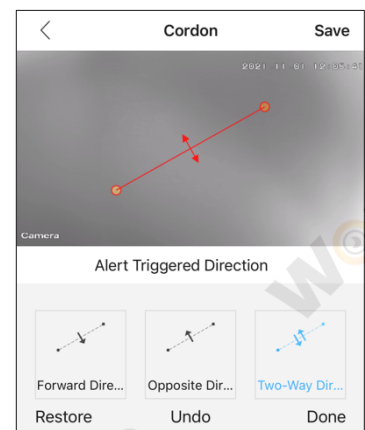 Cordon Save
2021-11-01 12:05:41
Camera
Alert Triggered Direction
Forward Dire... Opposite Dir... Two-Way Dir...
Restore Undo Done